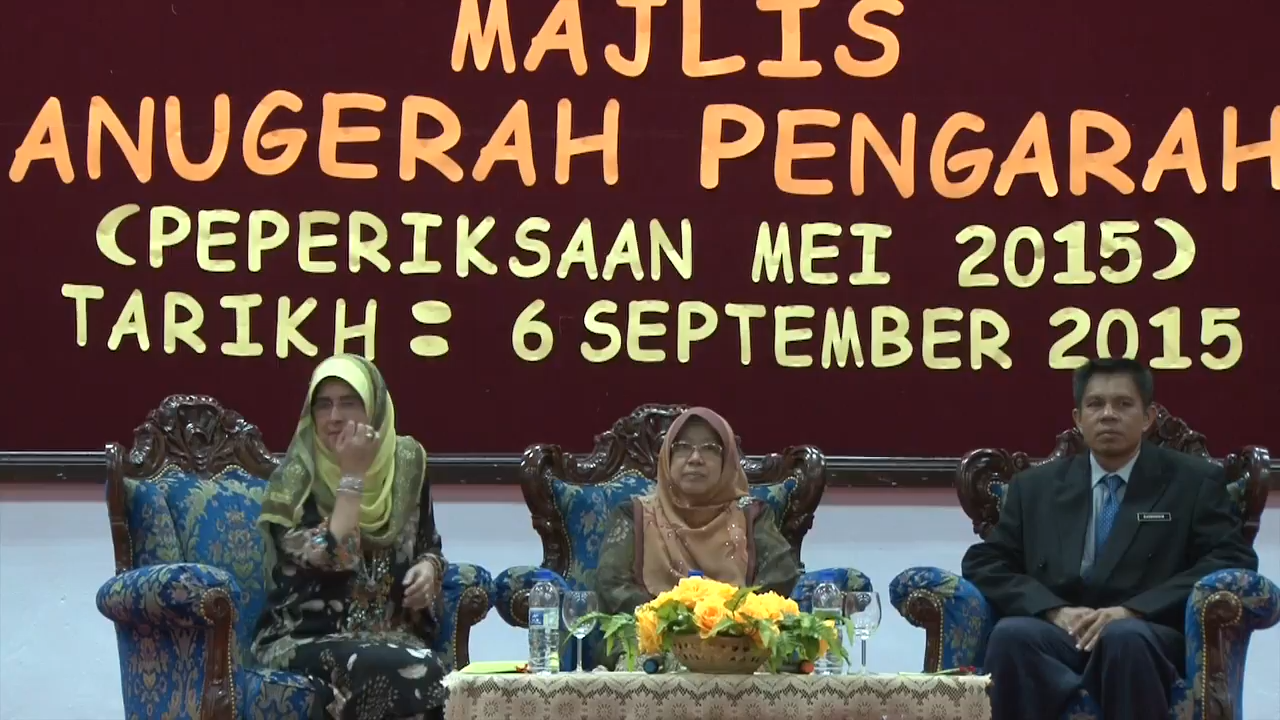 MAJLIS
ANUGERAH PENGARAH
(PEPERIKSAAN MEI 2015)
TARIKH : 6 SEPTEMBER 2015